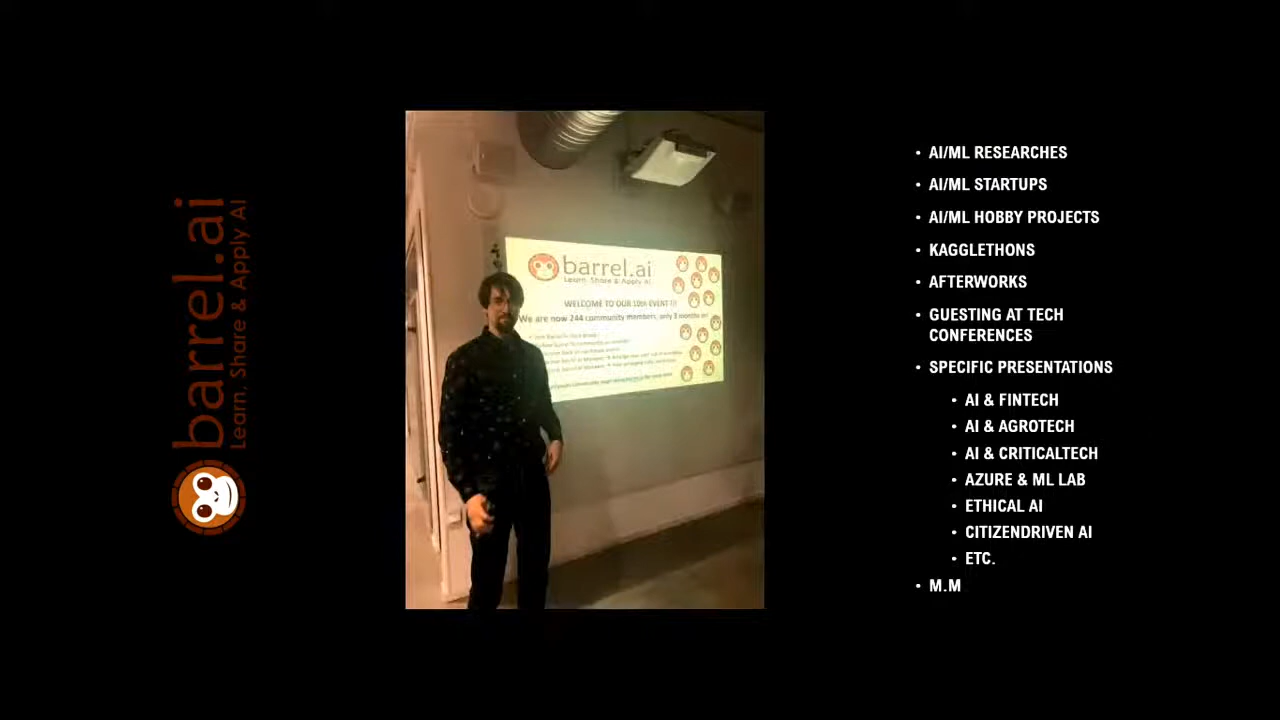 barrel.ai
Learn, Share & Apply AI
barrel.ai
Learn, Share & Apply AI
WELCOME TO OUR 10th EVENT !!!
We are now 244 community members, only 8 months in!
• AI/ML RESEARCHES
• AI/ML STARTUPS
• AI/ML HOBBY PROJECTS
• KAGGLETHONS
• AFTERWORKS
• GUESTING AT TECH
CONFERENCES
• SPECIFIC PRESENTATIONS
• AI & FINTECH
• AI & AGROTECH
• AI & CRITICALTECH
• AZURE & ML LAB
• ETHICAL AI
• CITIZENDRIVEN AI
• ETC.
• M.M